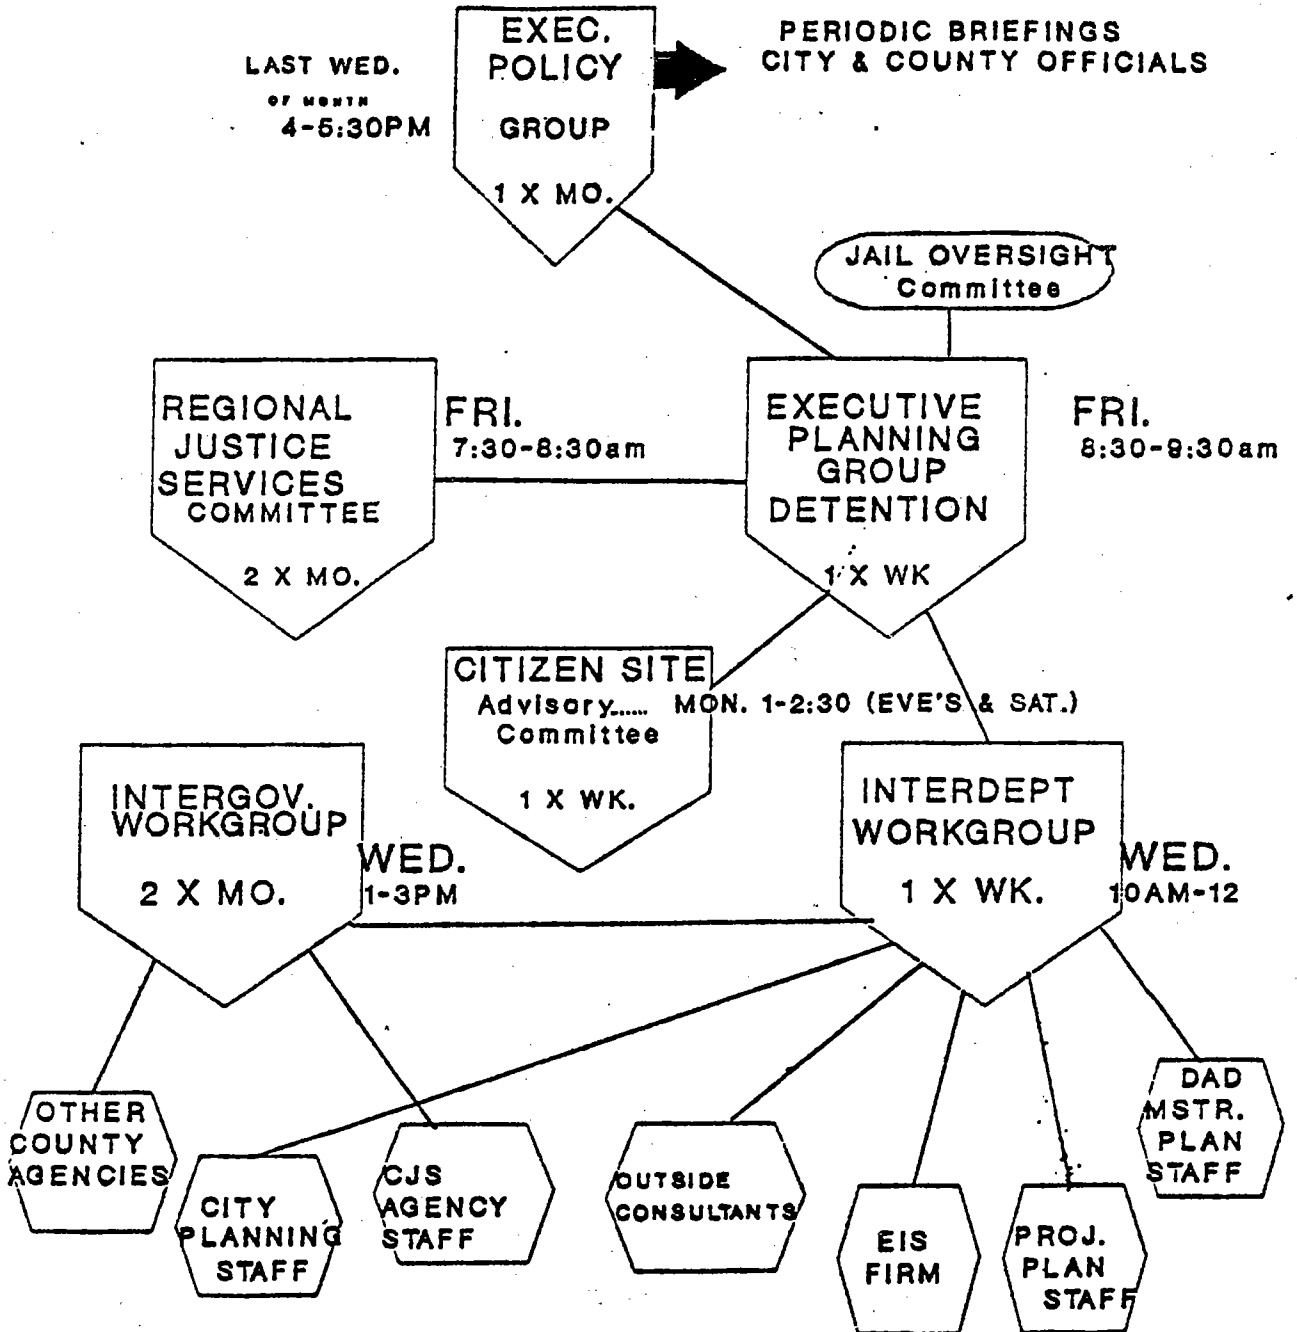 EXEC.
POLICY
GROUP
1 X MO.
PERIODIC BRIEFINGS
CITY & COUNTY OFFICIALS
LAST WED.
OF MONTH
4-5:30PM
JAIL OVERSIGHT
Committee
REGIONAL
JUSTICE
SERVICES
COMMITTEE
2 X MO.
FRI.
7:30-8:30am
EXECUTIVE
PLANNING
GROUP
DETENTION
1 X WK
FRI.
8:30-9:30am
CITIZEN SITE
Advisory...... MON. 1-2:30 (EVE'S & SAT.)
Committee
1 X WK.
INTERGOV.
WORKGROUP
2 X MO.
WED.
1-3PM
INTERDEPT
WORKGROUP
1 X WK.
WED.
10AM-12
OTHER
COUNTY
AGENCIES
CITY
PLANNING
STAFF
CJS
AGENCY
STAFF
OUTSIDE
CONSULTANTS
EIS
FIRM
PROJ.
PLAN
STAFF
DAD
MSTR.
PLAN
STAFF